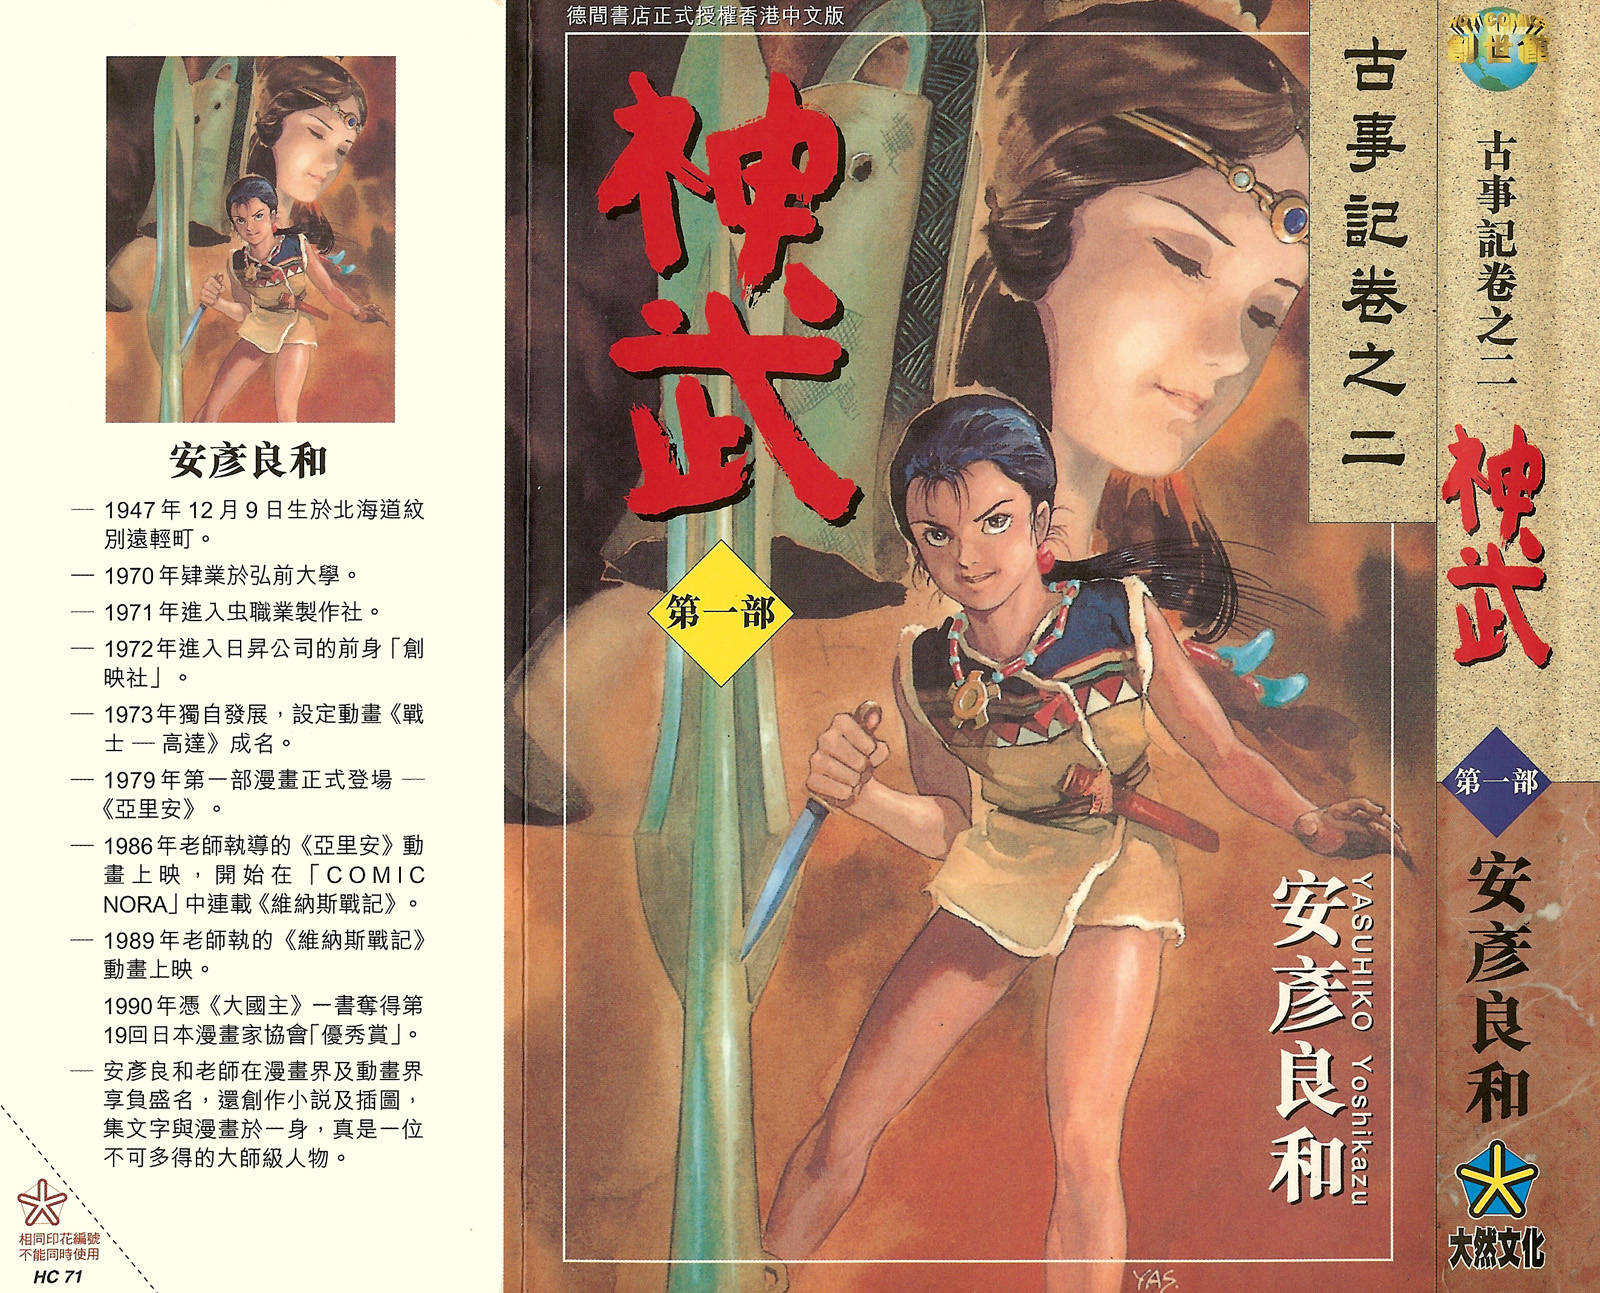 安彥良和
— 1947年12月9日生於北海道紋
別遠輕町。
— 1970年肄業於弘前大學。
— 1971年進入虫職業製作社。
— 1972年進入日昇公司的前身「創
映社」。
— 1973年獨自發展，設定動畫《戰
士 — 高達》成名。
— 1979年第一部漫畫正式登場 —
《亞里安》。
— 1986年老師執導的《亞里安》動
畫上映，開始在「COMIC
NORA」中連載《維納斯戰記》。
— 1989年老師執的《維納斯戰記》
動畫上映。
1990年憑《大國主》一書奪得第
19回日本漫畫家協會「優秀賞」。
— 安彥良和老師在漫畫界及動畫界
享負盛名，還創作小説及插圖，
集文字與漫畫於一身，真是一位
不可多得的大師級人物。
相同印花編號
不能同時使用
HC 71
德間書店正式授權香港中文版
神武
第一部
古事記卷之二
安彥良和
YASUHIKO Yoshikazu
YAS.
古事記卷之二
神武
第一部
安彥良和
大然文化